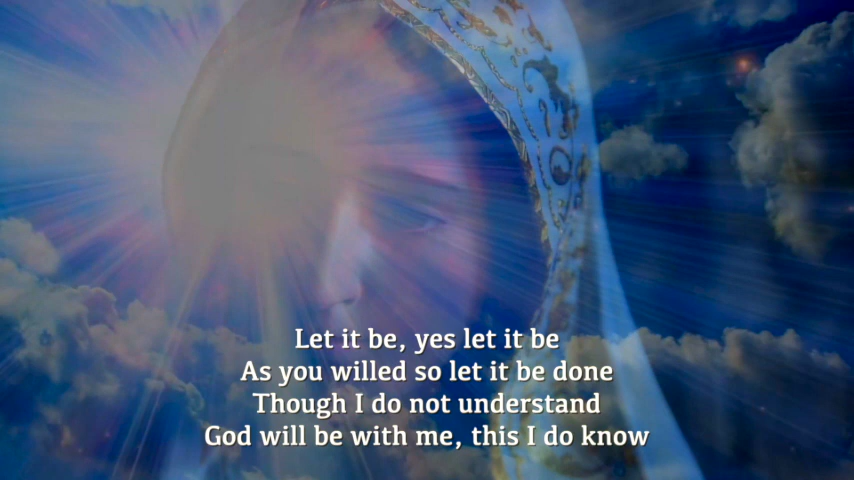 Let it be, yes let it be
As you willed so let it be done
Though I do not understand
God will be with me, this I do know